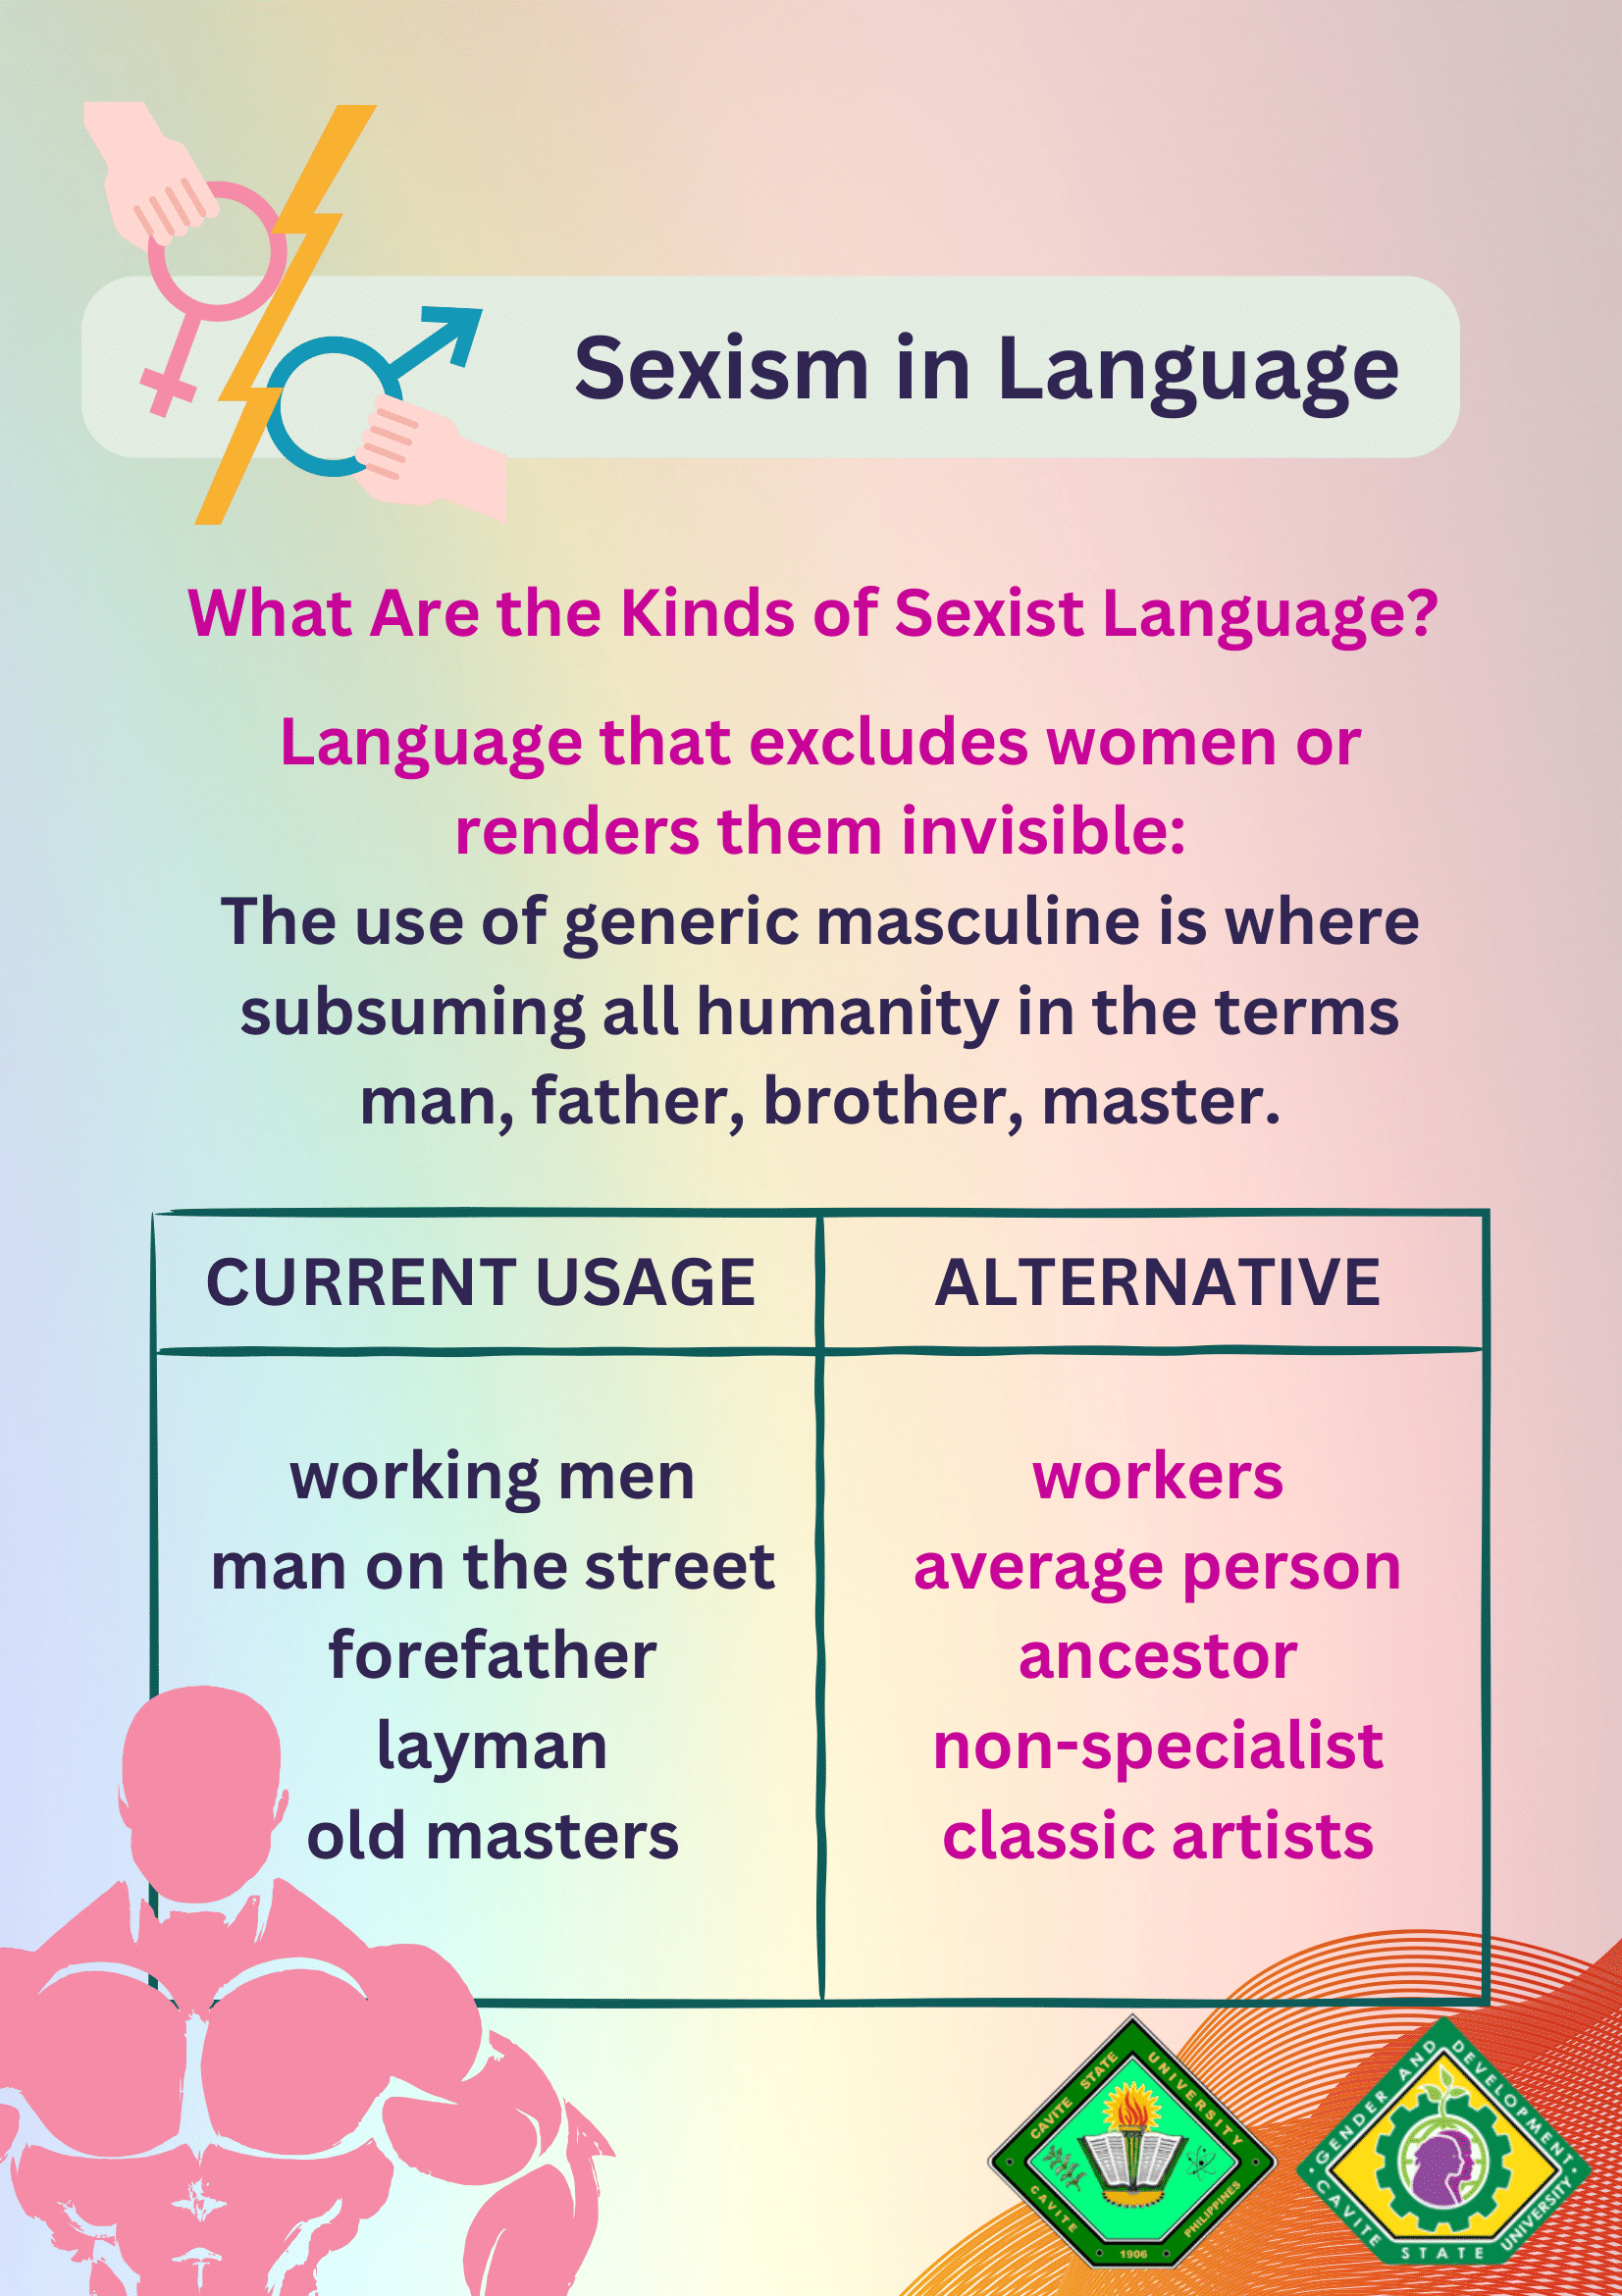 Sexism in Language
What Are the Kinds of Sexist Language?
Language that excludes women or
renders them invisible:
The use of generic masculine is where
subsuming all humanity in the terms
man, father, brother, master.
CURRENT USAGE
ALTERNATIVE
working men
workers
man on the street
average person
forefather
ancestor
layman
non-specialist
old masters
classic artists
CAVITE STATE UNIVERSITY
CAVITE
PHILIPPINES
1906
GENDER AND DEVELOPMENT
CAVITE STATE UNIVERSITY